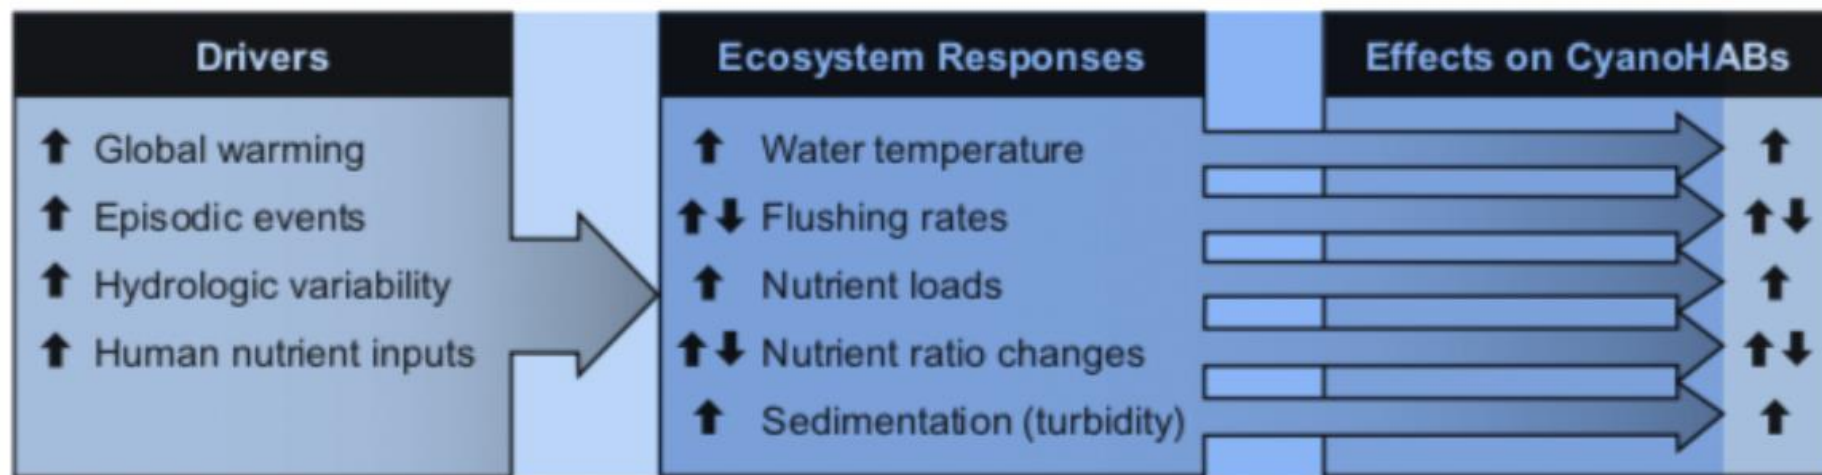 Drivers
Global warming
Episodic events
Hydrologic variability
Human nutrient inputs
Ecosystem Responses
Water temperature
Flushing rates
Nutrient loads
Nutrient ratio changes
Sedimentation (turbidity)
Effects on CyanoHABs